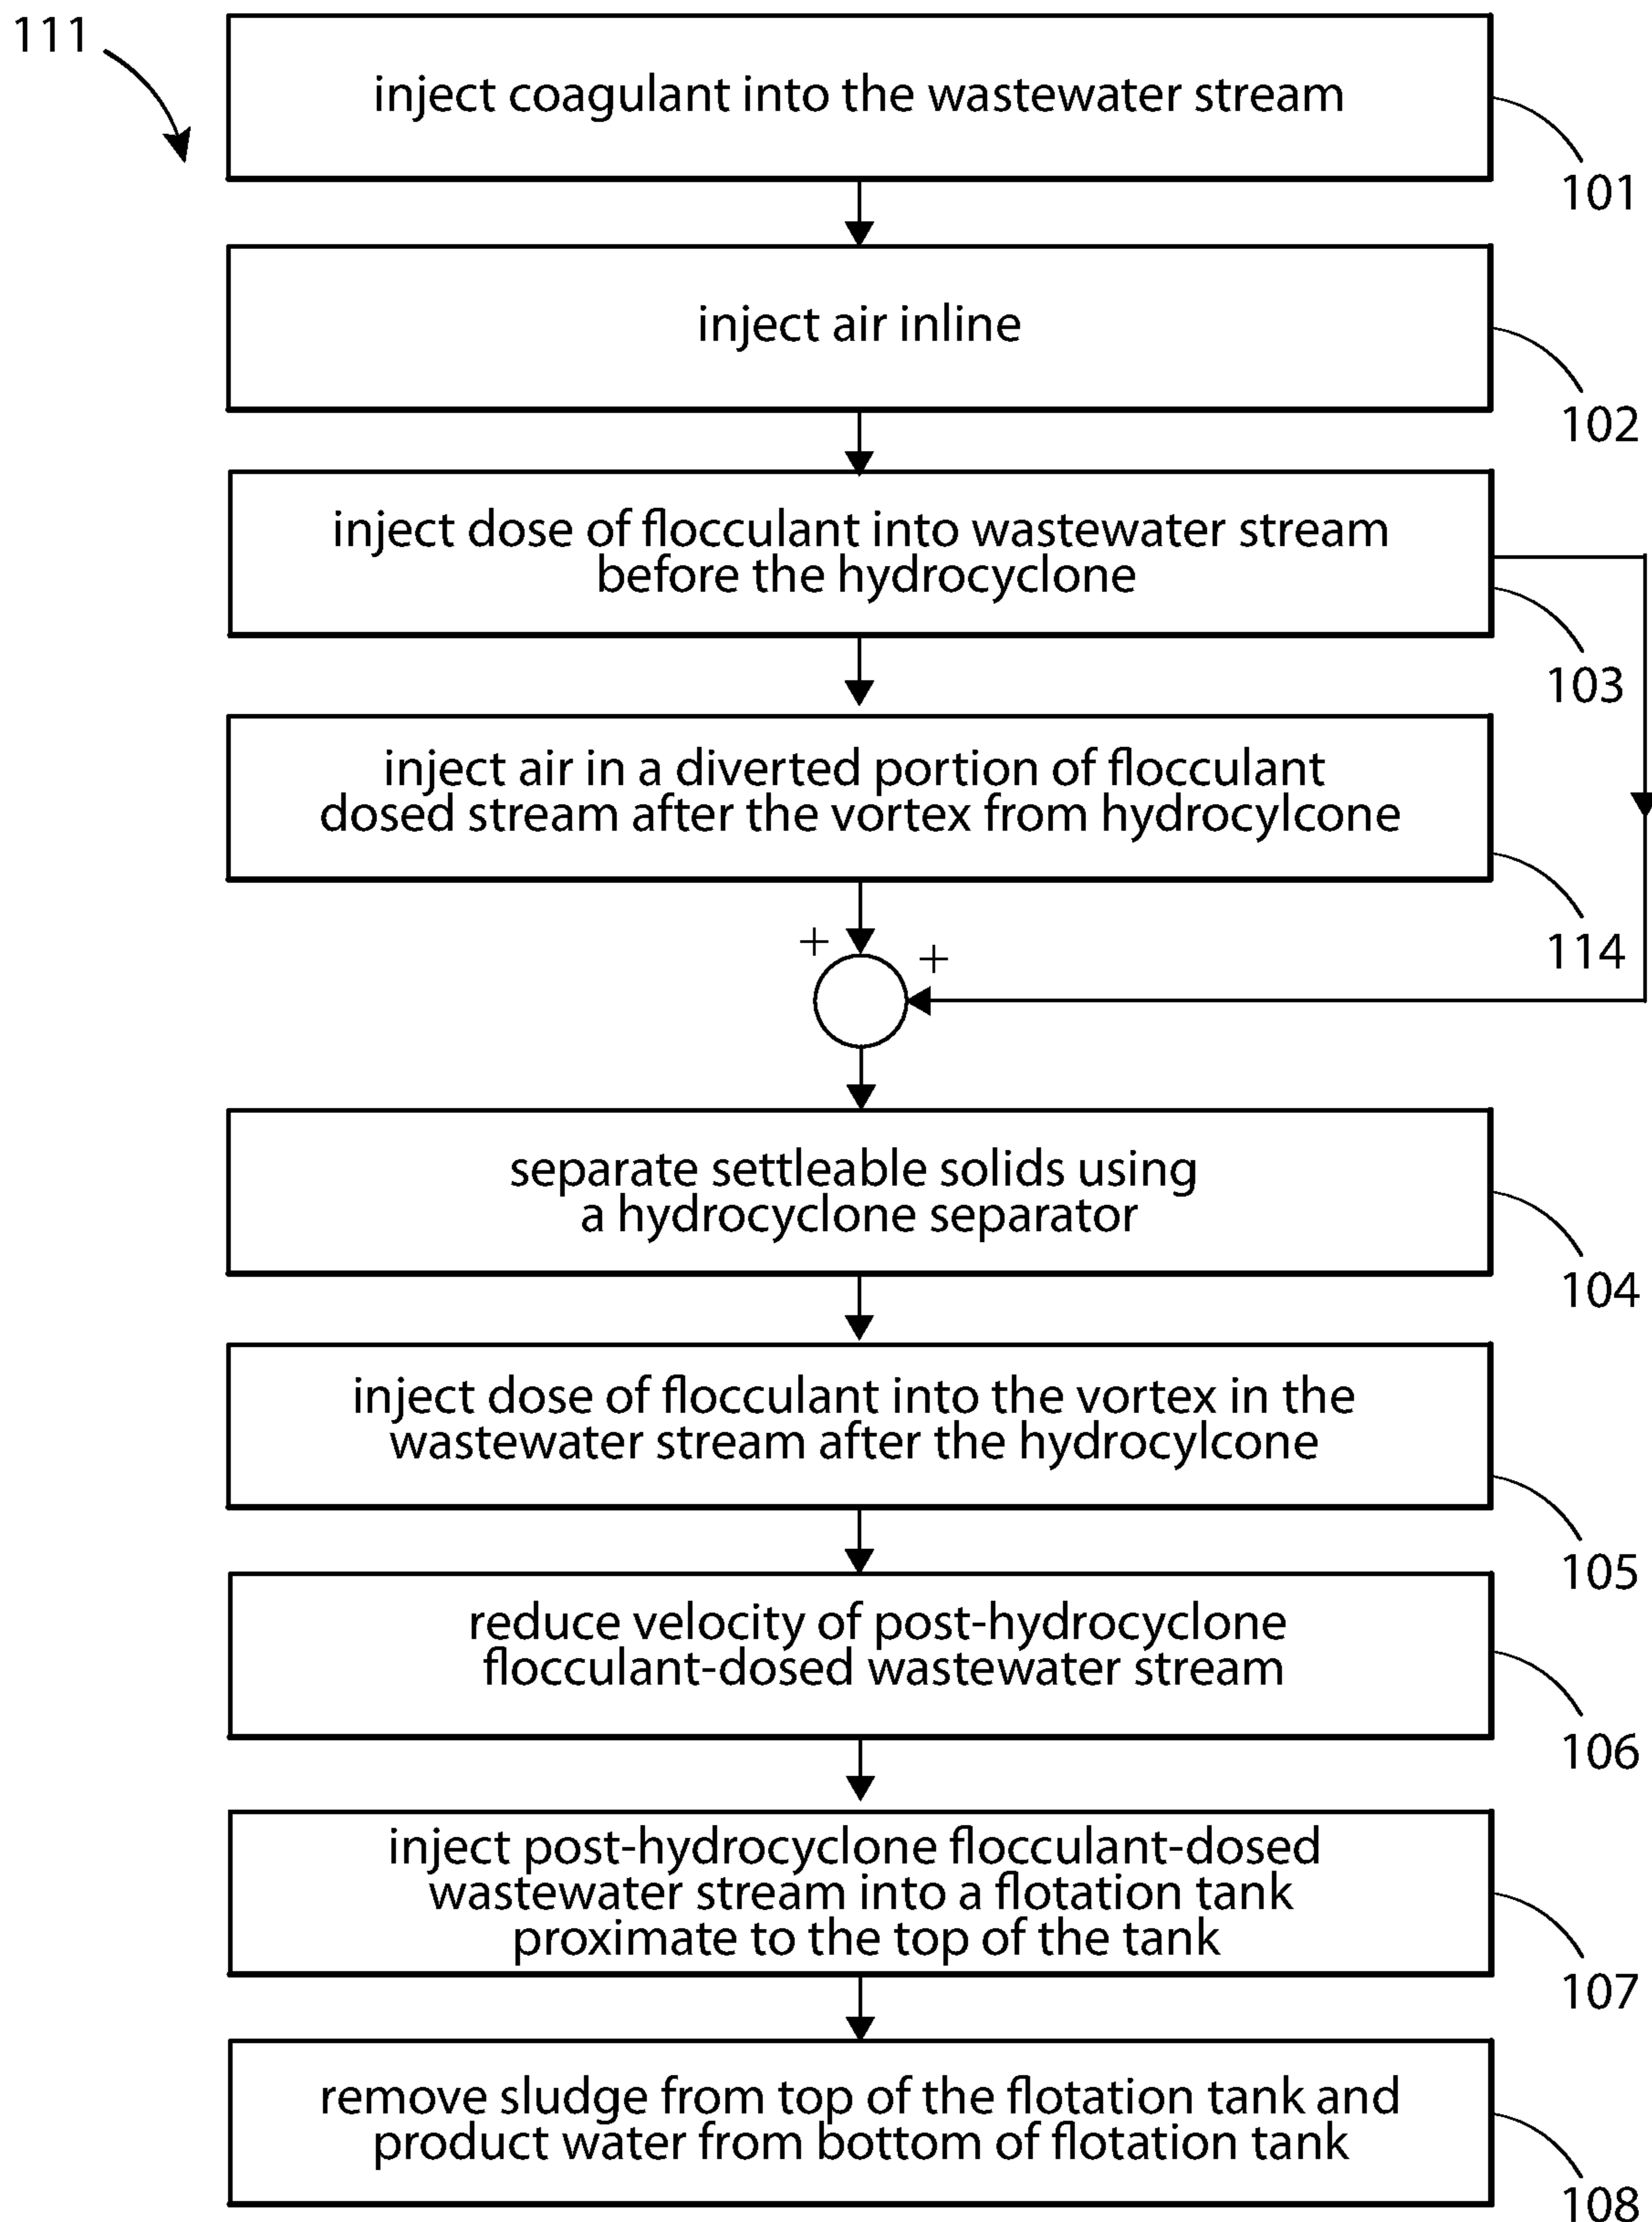 111
inject coagulant into the wastewater stream
101
inject air inline
102
inject dose of flocculant into wastewater stream
before the hydrocyclone
103
inject air in a diverted portion of flocculant
dosed stream after the vortex from hydrocylcone
114
+
+
separate settleable solids using
a hydrocyclone separator
104
inject dose of flocculant into the vortex in the
wastewater stream after the hydrocylcone
105
reduce velocity of post-hydrocyclone
flocculant-dosed wastewater stream
106
inject post-hydrocyclone flocculant-dosed
wastewater stream into a flotation tank
proximate to the top of the tank
107
remove sludge from top of the flotation tank and
product water from bottom of flotation tank
108